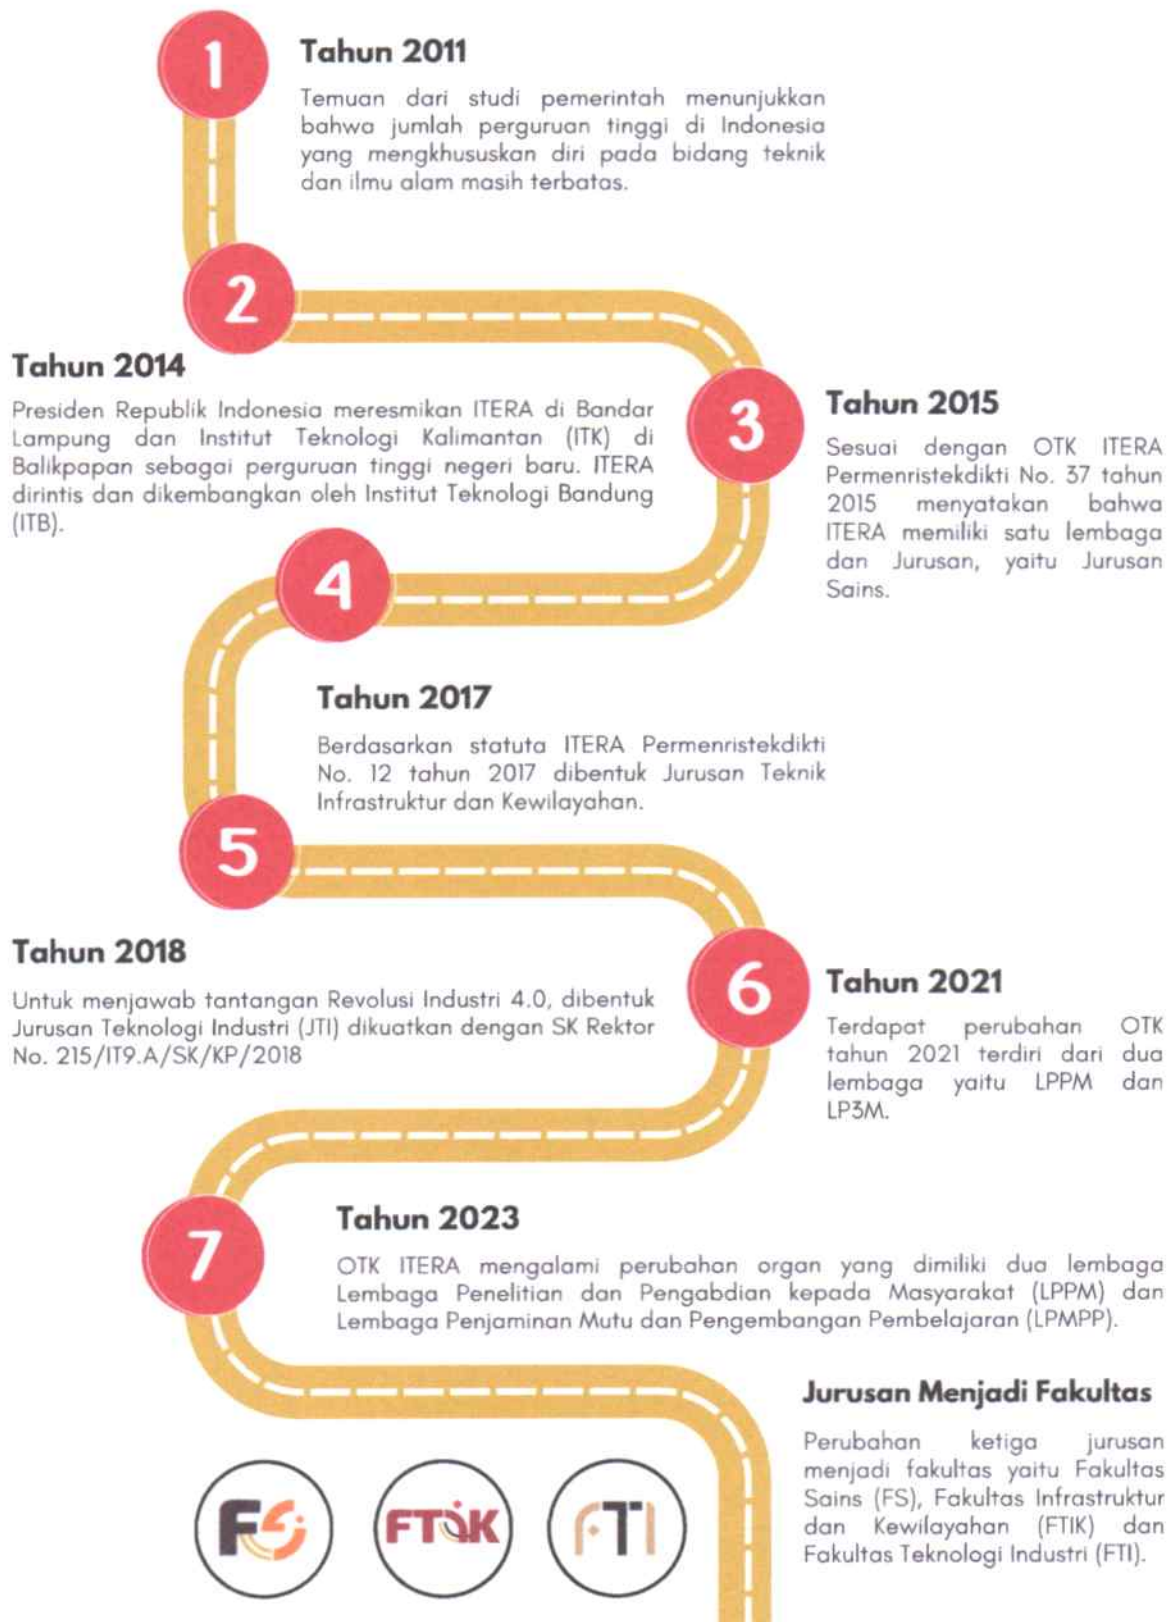 1
Tahun 2011
Temuan dari studi pemerintah menunjukkan
bahwa jumlah perguruan tinggi di Indonesia
yang mengkhususkan diri pada bidang teknik
dan ilmu alam masih terbatas.
2
Tahun 2014
Presiden Republik Indonesia meresmikan ITERA di Bandar
Lampung dan Institut Teknologi Kalimantan (ITK) di
Balikpapan sebagai perguruan tinggi negeri baru. ITERA
dirintis dan dikembangkan oleh Institut Teknologi Bandung
(ITB).
3
Tahun 2015
Sesuai dengan OTK ITERA
Permenristekdikti No. 37 tahun
2015 menyatakan bahwa
ITERA memiliki satu lembaga
dan Jurusan, yaitu Jurusan
Sains.
4
Tahun 2017
Berdasarkan statuta ITERA Permenristekdikti
No. 12 tahun 2017 dibentuk Jurusan Teknik
Infrastruktur dan Kewilayahan.
5
Tahun 2018
Untuk menjawab tantangan Revolusi Industri 4.0, dibentuk
Jurusan Teknologi Industri (JTI) dikuatkan dengan SK Rektor
No. 215/IT9.A/SK/KP/2018
6
Tahun 2021
Terdapat perubahan OTK
tahun 2021 terdiri dari dua
lembaga yaitu LPPM dan
LP3M.
7
Tahun 2023
OTK ITERA mengalami perubahan organ yang dimiliki dua lembaga
Lembaga Penelitian dan Pengabdian kepada Masyarakat (LPPM) dan
Lembaga Penjaminan Mutu dan Pengembangan Pembelajaran (LPMPP).
Jurusan Menjadi Fakultas
Perubahan ketiga jurusan
menjadi fakultas yaitu Fakultas
Sains (FS), Fakultas Infrastruktur
dan Kewilayahan (FTIK) dan
Fakultas Teknologi Industri (FTI).
FS
FTIK
FTI